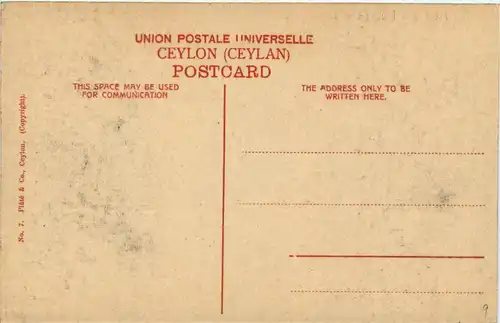 UNION POSTALE UNIVERSELLE
CEYLON (CEYLAN)
POSTCARD
THIS SPACE MAY BE USED
FOR COMMUNICATION
THE ADDRESS ONLY TO BE
WRITTEN HERE.
No. 7. Plâté & Co., Ceylon. (Copyright).
9